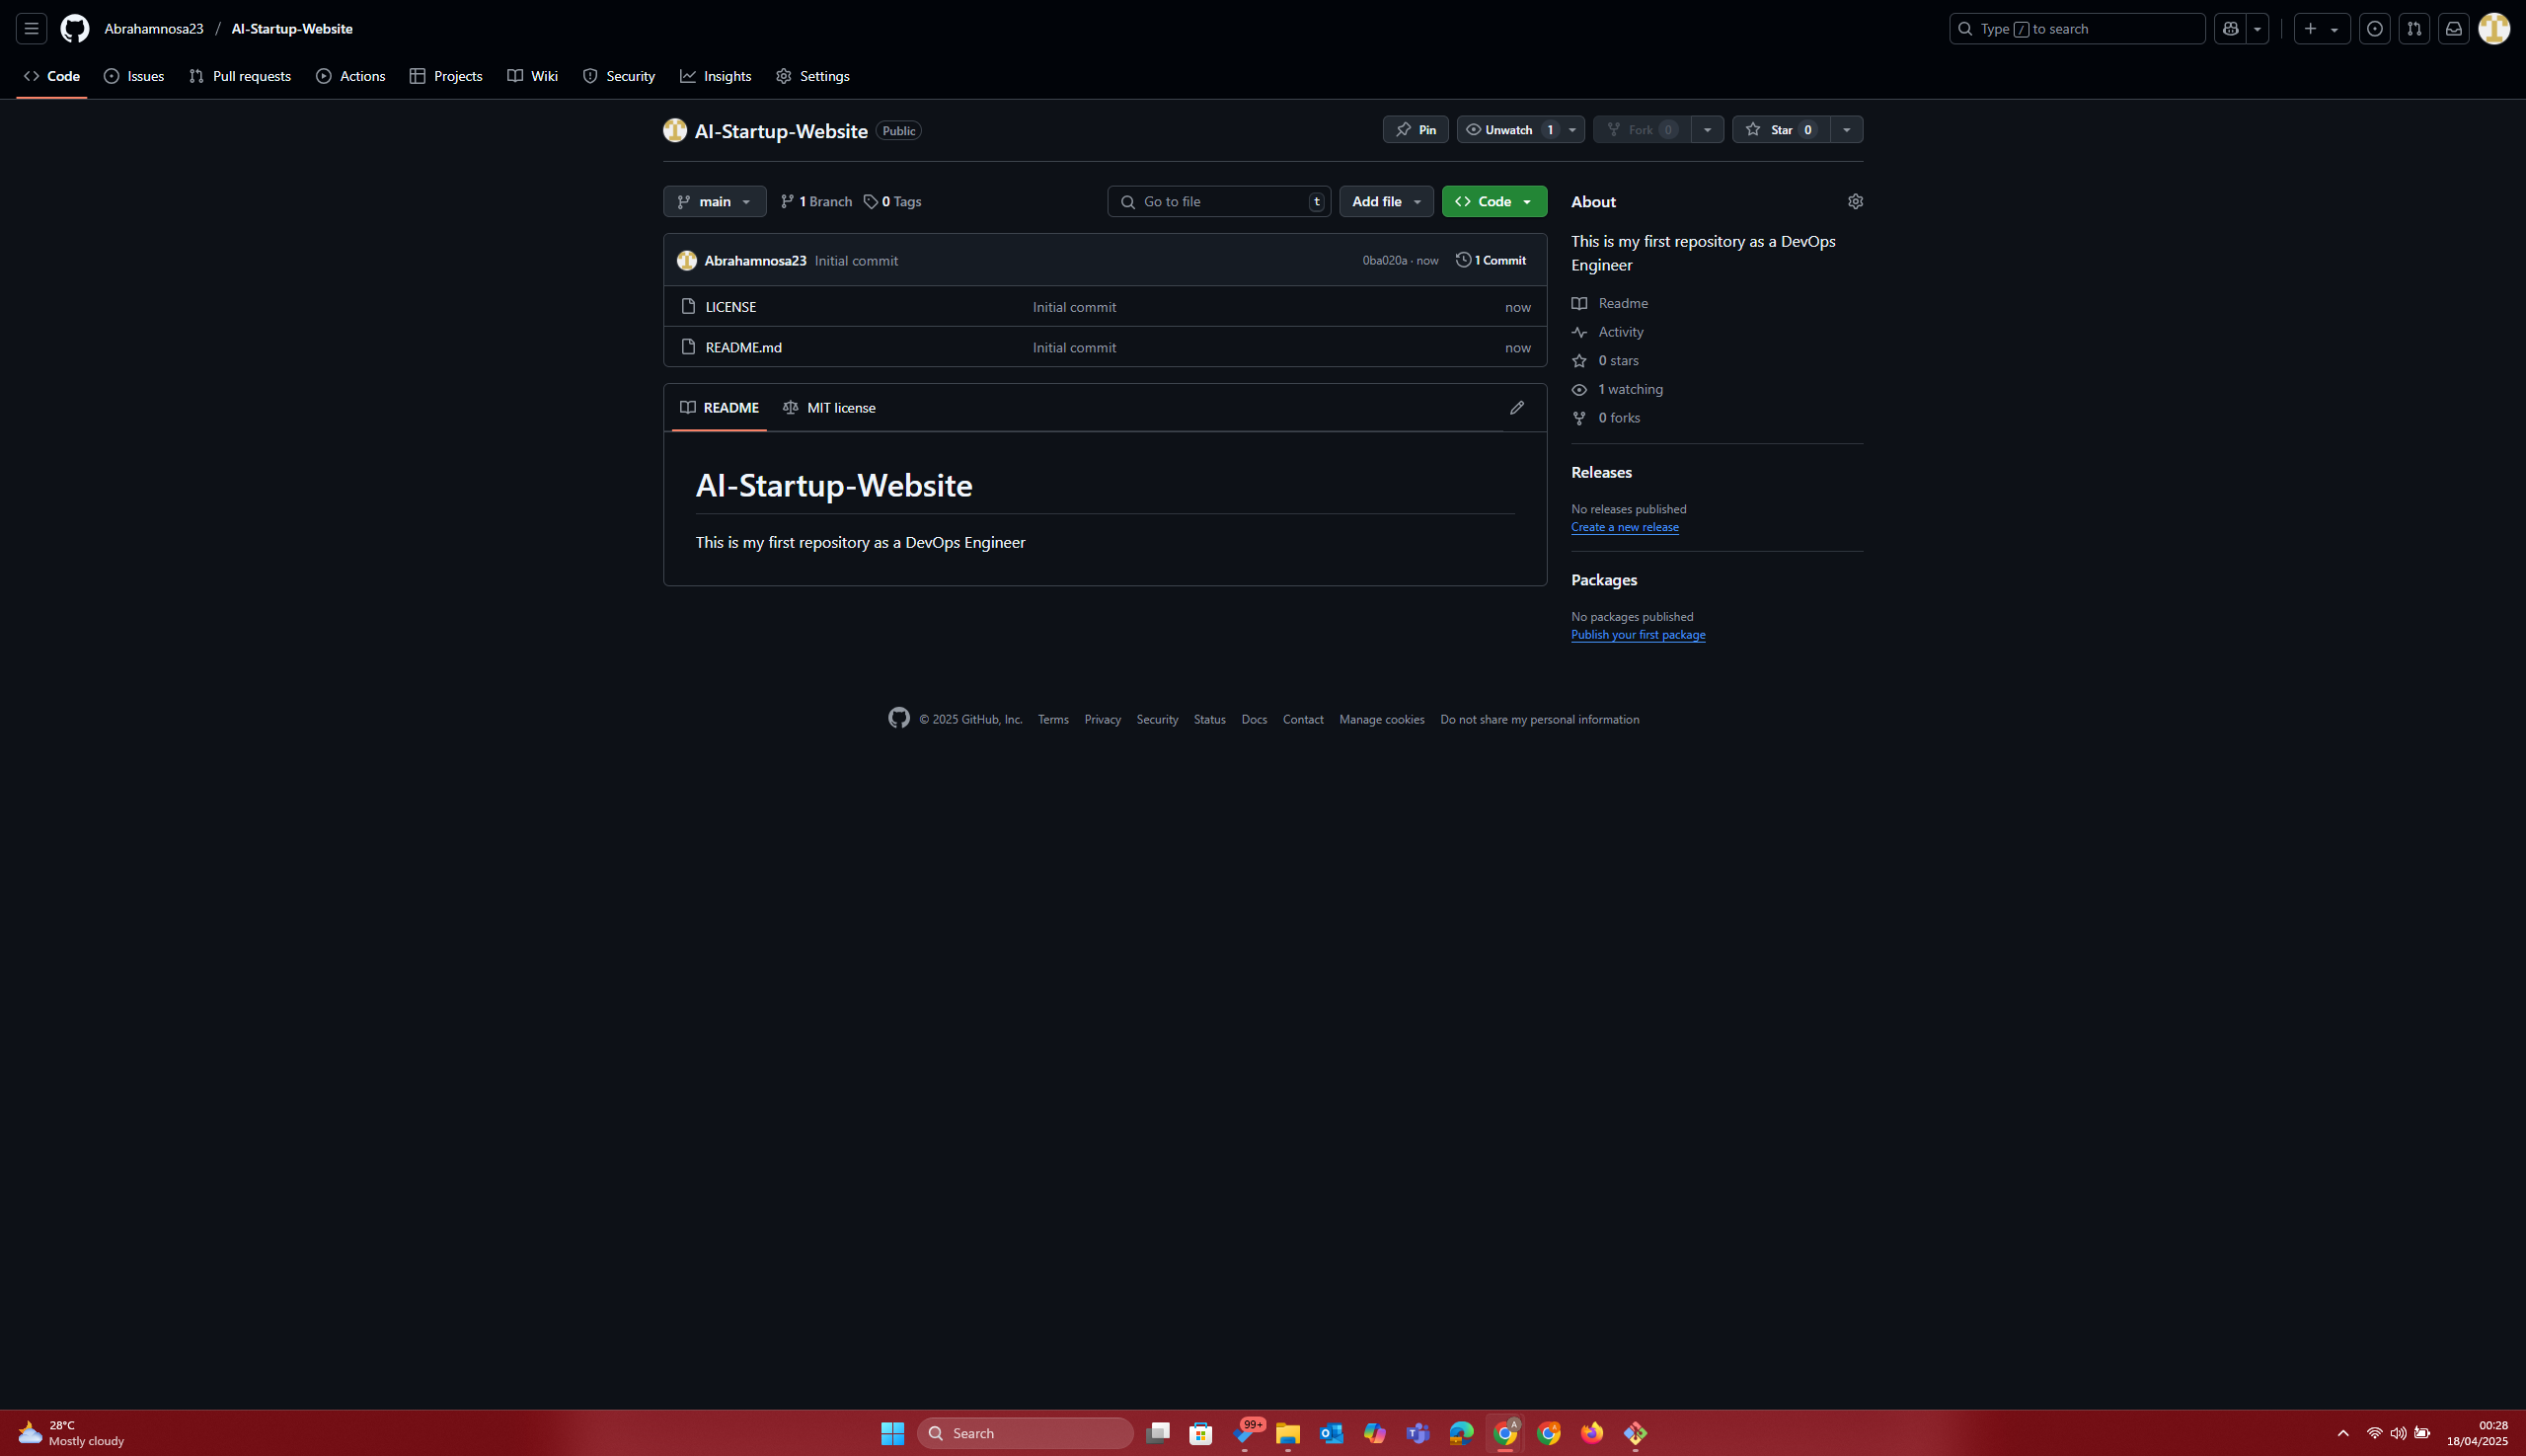 Abrahamnosa23 / AI-Startup-Website
Type / to search
Code Issues Pull requests Actions Projects Wiki Security Insights Settings
AI-Startup-Website Public
Pin Unwatch 1 Fork 0 Star 0
main 1 Branch 0 Tags
Go to file t Add file Code
Abrahamnosa23 Initial commit 0ba020a · now 1 Commit
LICENSE Initial commit now
README.md Initial commit now
README MIT license
AI-Startup-Website
This is my first repository as a DevOps Engineer
About
This is my first repository as a DevOps
Engineer
Readme
Activity
0 stars
1 watching
0 forks
Releases
No releases published
Create a new release
Packages
No packages published
Publish your first package
© 2025 GitHub, Inc. Terms Privacy Security Status Docs Contact Manage cookies Do not share my personal information
28°C
Mostly cloudy
Search
99+
00:28
18/04/2025